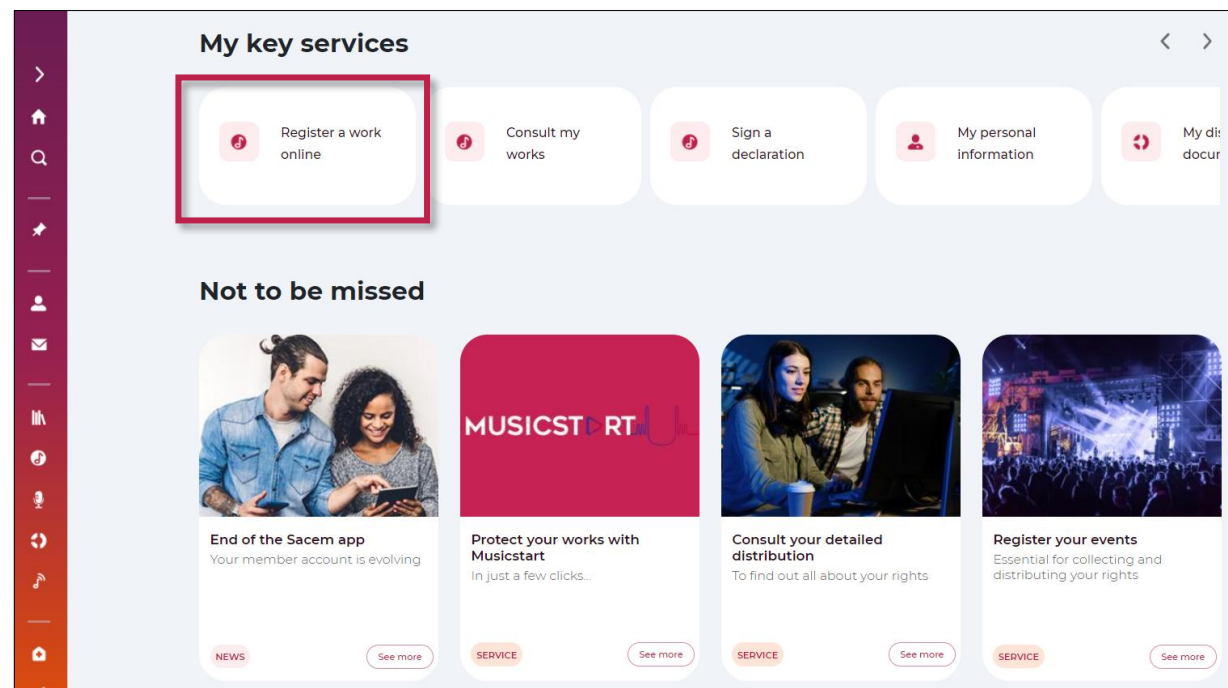 My key services
Register a work
online
Consult my
works
Sign a
declaration
My personal
information
My dis
docur
Not to be missed
MUSICSTART
End of the Sacem app
Your member account is evolving
NEWS
See more
Protect your works with
Musicstart
In just a few clicks...
SERVICE
See more
Consult your detailed
distribution
To find out all about your rights
SERVICE
See more
Register your events
Essential for collecting and
distributing your rights
SERVICE
See more